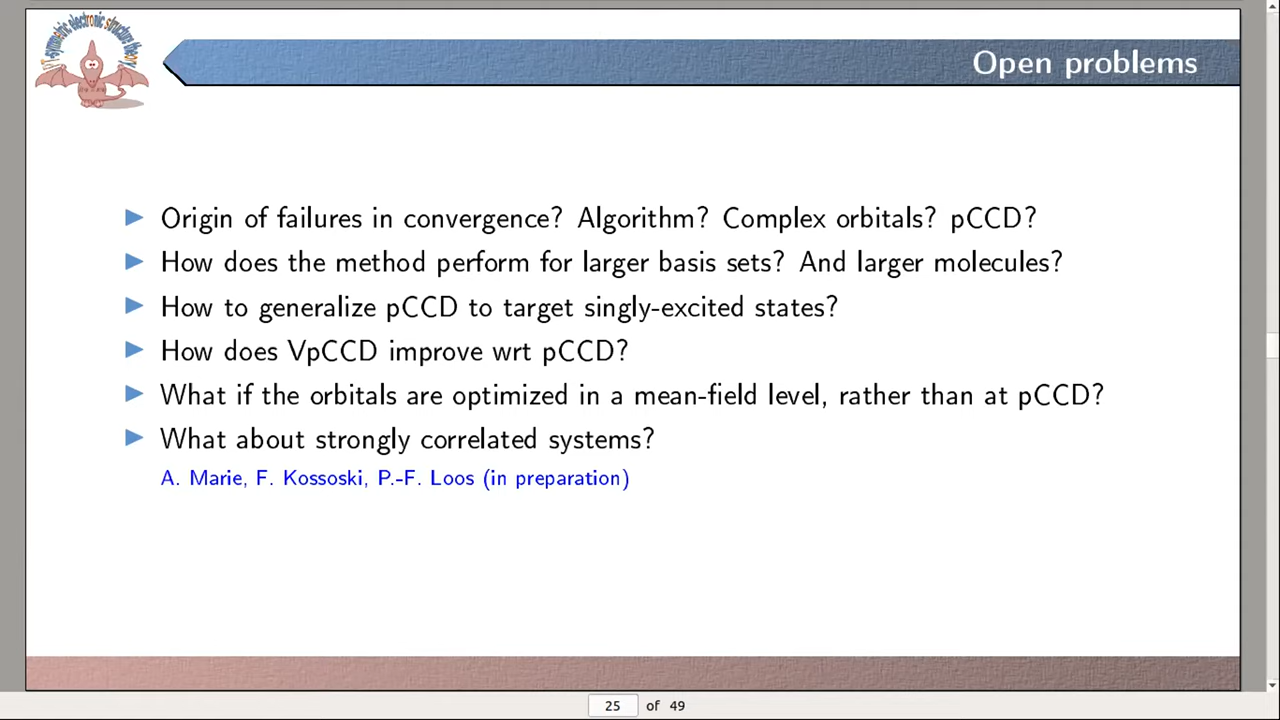 Open problems
Origin of failures in convergence? Algorithm? Complex orbitals? pCCD?
How does the method perform for larger basis sets? And larger molecules?
How to generalize pCCD to target singly-excited states?
How does VpCCD improve wrt pCCD?
What if the orbitals are optimized in a mean-field level, rather than at pCCD?
What about strongly correlated systems?
A. Marie, F. Kossoski, P.-F. Loos (in preparation)
25 of 49